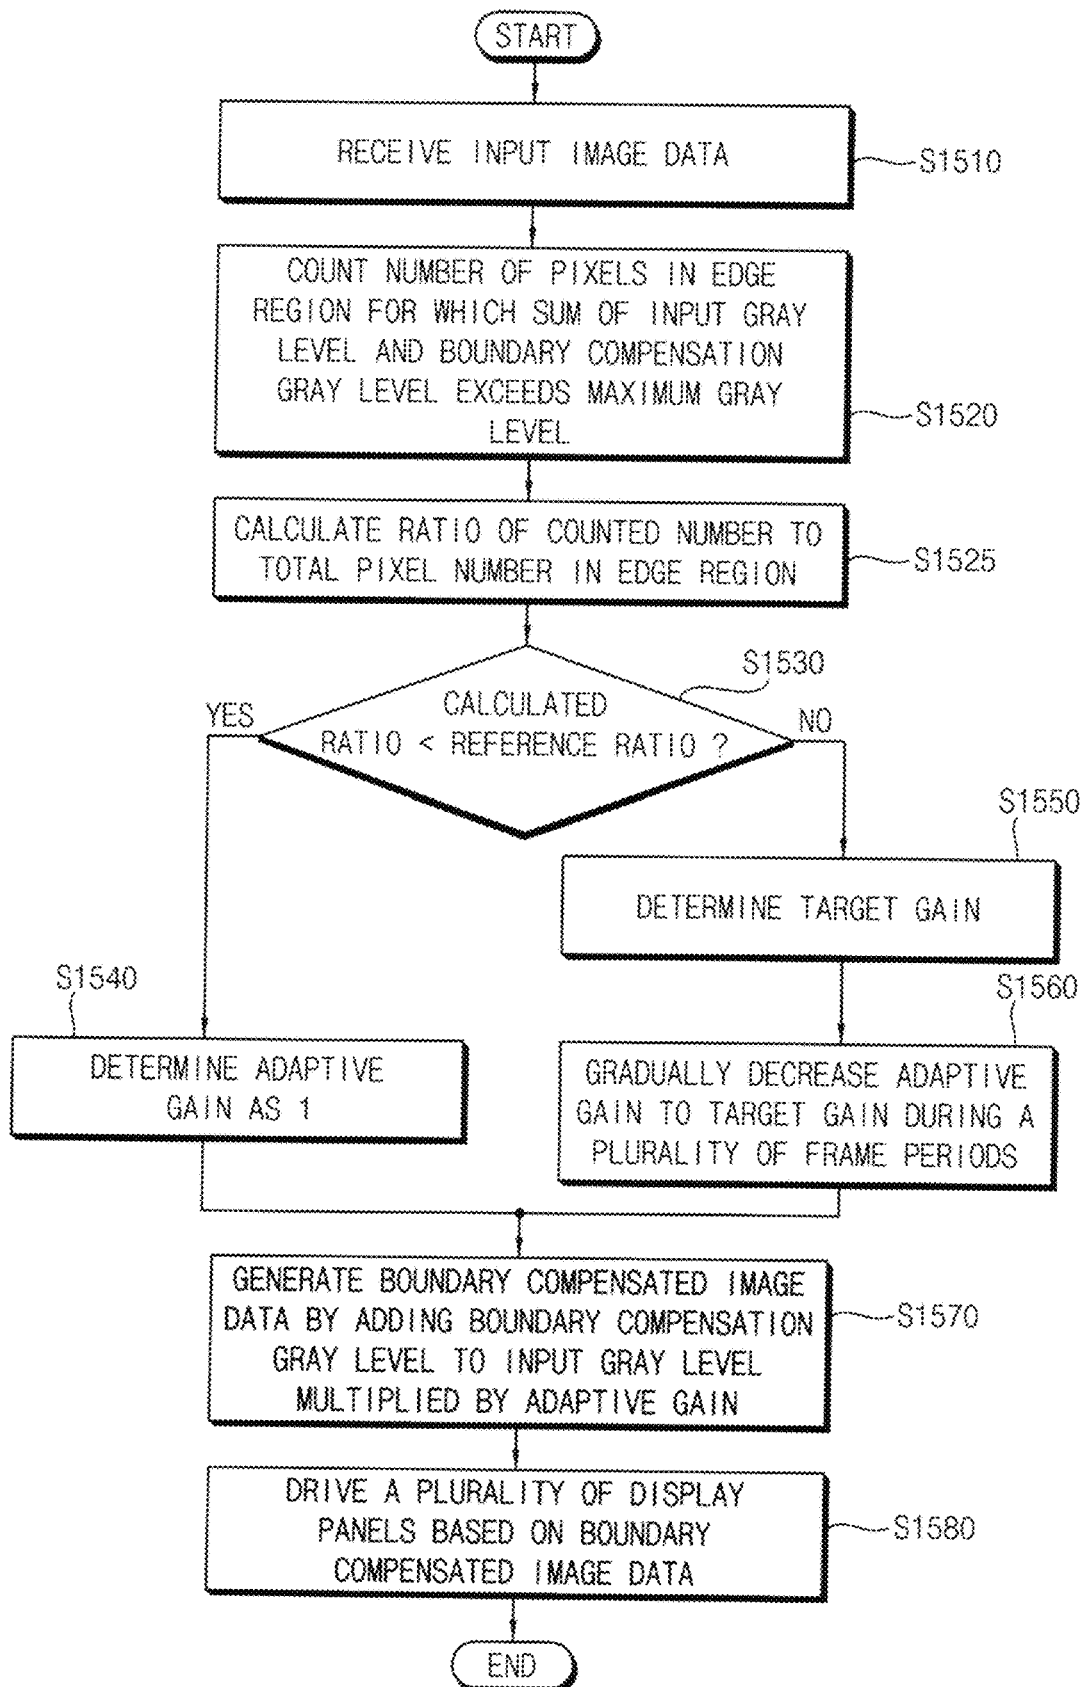 START
RECEIVE INPUT IMAGE DATA
S1510
COUNT NUMBER OF PIXELS IN EDGE
REGION FOR WHICH SUM OF INPUT GRAY
LEVEL AND BOUNDARY COMPENSATION
GRAY LEVEL EXCEEDS MAXIMUM GRAY
LEVEL
S1520
CALCULATE RATIO OF COUNTED NUMBER TO
TOTAL PIXEL NUMBER IN EDGE REGION
S1525
S1530
CALCULATED
RATIO < REFERENCE RATIO ?
YES
NO
S1550
DETERMINE TARGET GAIN
S1540
DETERMINE ADAPTIVE
GAIN AS 1
S1560
GRADUALLY DECREASE ADAPTIVE
GAIN TO TARGET GAIN DURING A
PLURALITY OF FRAME PERIODS
GENERATE BOUNDARY COMPENSATED IMAGE
DATA BY ADDING BOUNDARY COMPENSATION
GRAY LEVEL TO INPUT GRAY LEVEL
MULTIPLIED BY ADAPTIVE GAIN
S1570
DRIVE A PLURALITY OF DISPLAY
PANELS BASED ON BOUNDARY
COMPENSATED IMAGE DATA
S1580
END